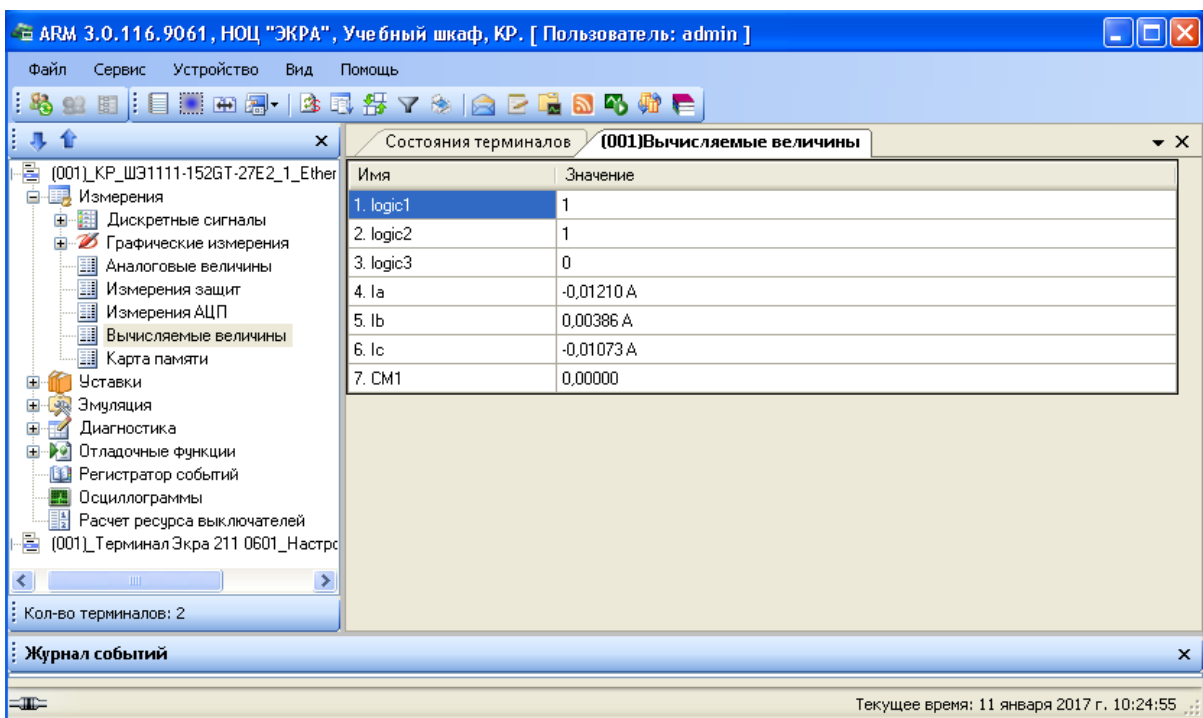 ARM 3.0.116.9061, НОЦ "ЭКРА", Учебный шкаф, КР. [ Пользователь: admin ]
Файл Сервис Устройство Вид Помощь
Состояния терминалов (001)Вычисляемые величины
(001)_КР_ШЭ1111-152GT-27E2_1_Ether
Измерения
Дискретные сигналы
Графические измерения
Аналоговые величины
Измерения защит
Измерения АЦП
Вычисляемые величины
Карта памяти
Уставки
Эмуляция
Диагностика
Отладочные функции
Регистратор событий
Осциллограммы
Расчет ресурса выключателей
(001)_Терминал Экра 211 0601_Настро
Кол-во терминалов: 2
Имя Значение
1. logic1 1
2. logic2 1
3. logic3 0
4. Ia -0,01210 A
5. Ib 0,00386 A
6. Ic -0,01073 A
7. CM1 0,00000
Журнал событий
Текущее время: 11 января 2017 г. 10:24:55